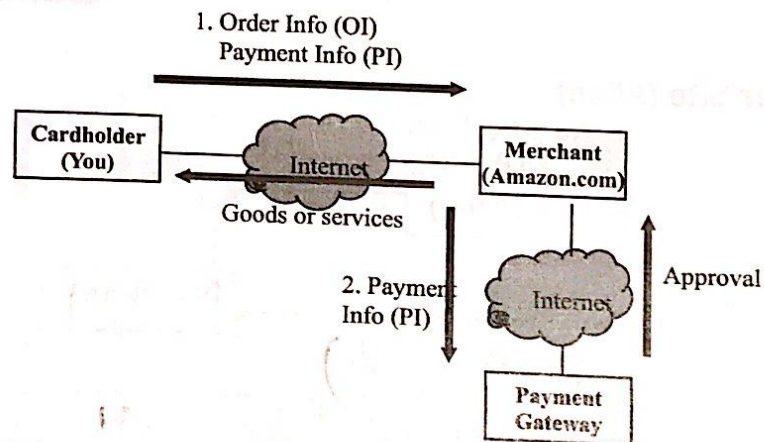 1. Order Info (OI)
Payment Info (PI)
Cardholder
(You)
Internet
Merchant
(Amazon.com)
Goods or services
2. Payment
Info (PI)
Internet
Approval
Payment
Gateway